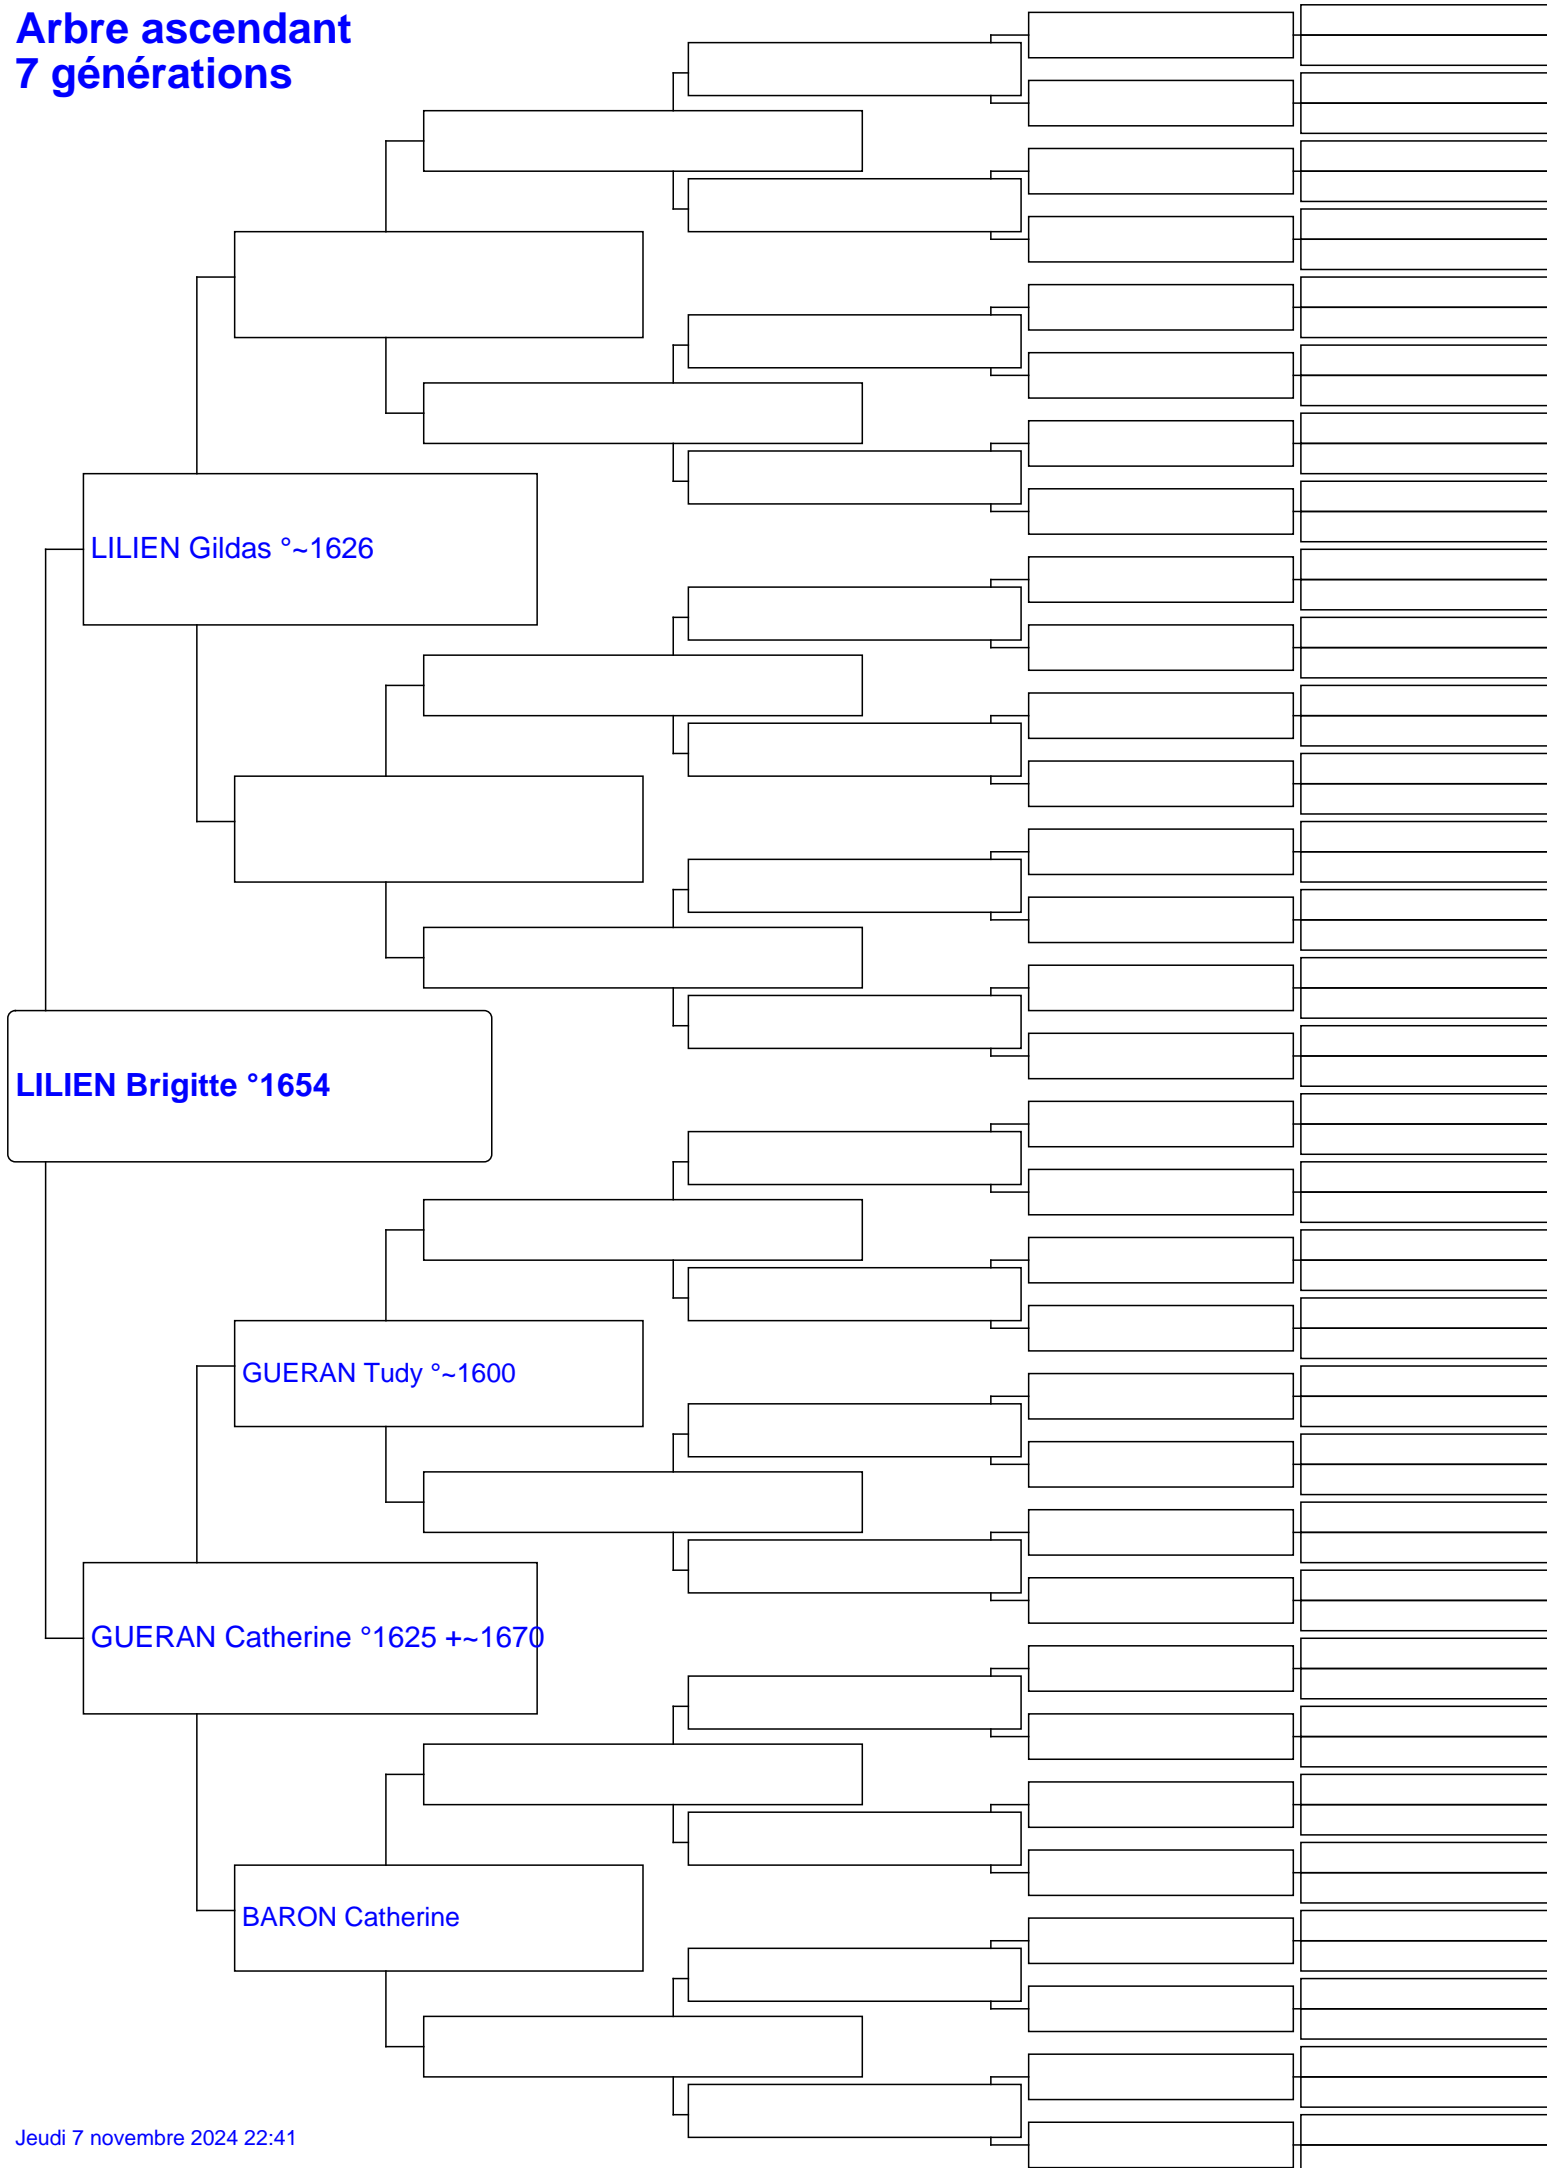 Arbre ascendant
7 générations
LILIEN Gildas °~1626
LILIEN Brigitte °1654
GUERAN Tudy °~1600
GUERAN Catherine °1625 +~1670
BARON Catherine
Jeudi 7 novembre 2024 22:41